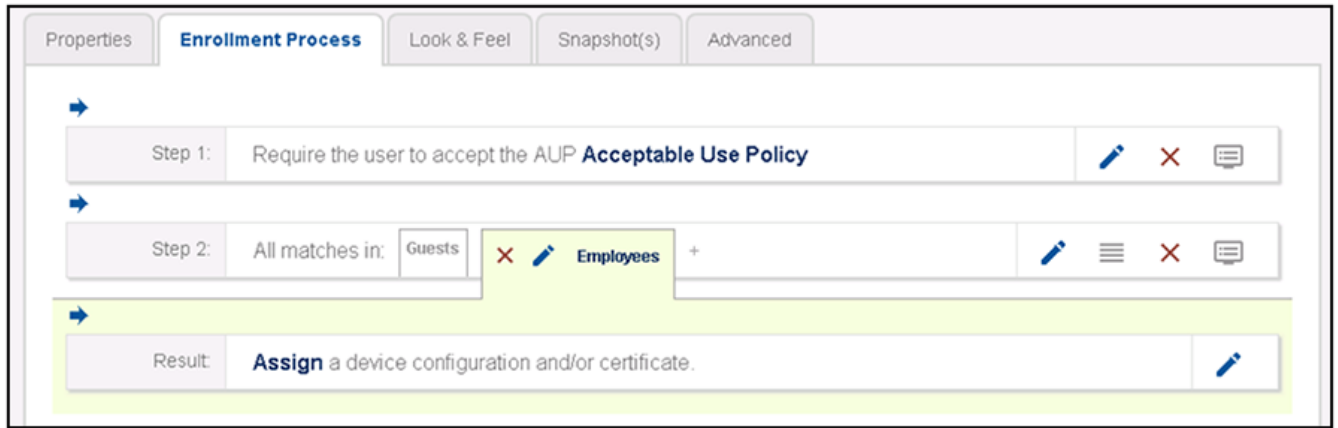 Properties Enrollment Process Look & Feel Snapshot(s) Advanced
Step 1: Require the user to accept the AUP Acceptable Use Policy
Step 2: All matches in: Guests Employees +
Result: Assign a device configuration and/or certificate.